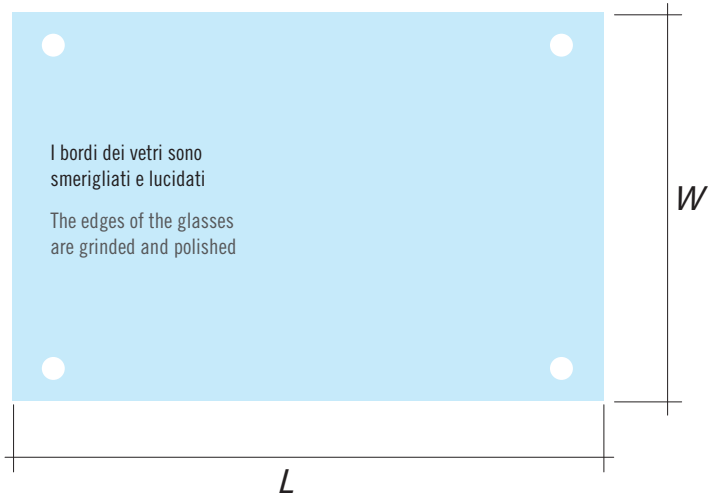 I bordi dei vetri sono
smerigliati e lucidati
The edges of the glasses
are grinded and polished
W
L